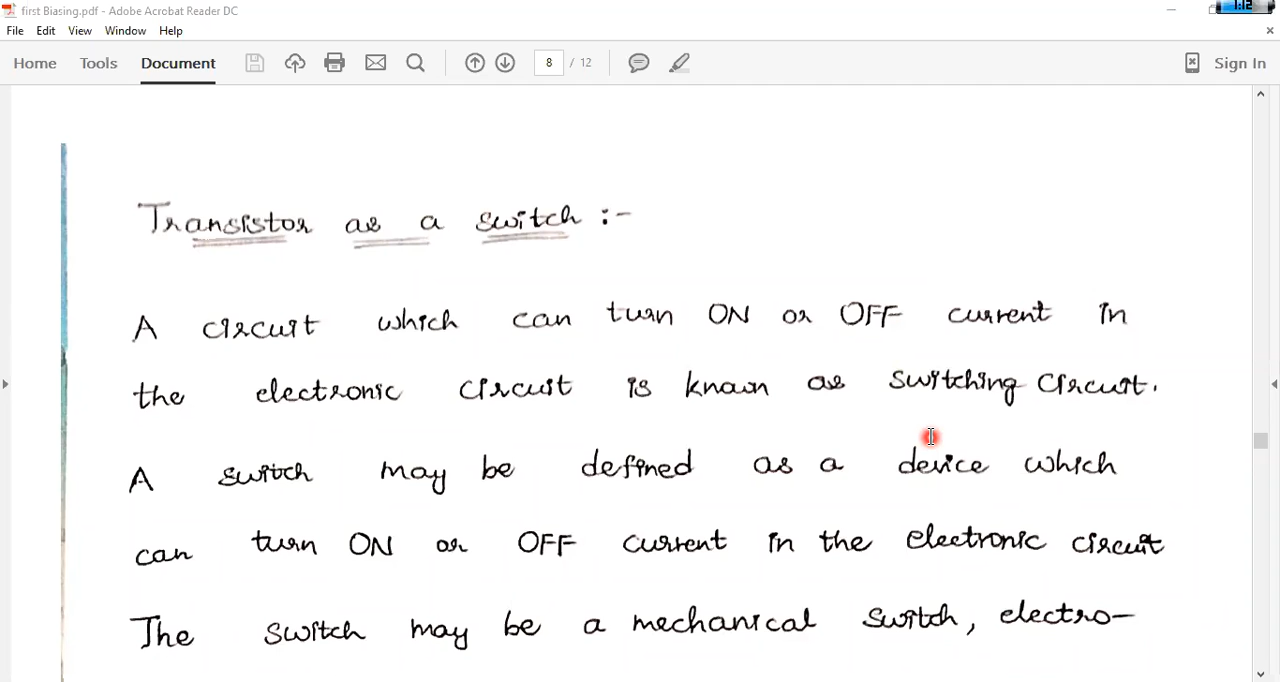 first Biasing.pdf - Adobe Acrobat Reader DC
1:12
File Edit View Window Help
Home Tools Document 8 / 12 Sign In
Transistor as a switch :-
A circuit which can turn ON or OFF current in
the electronic circuit is known as switching circuit.
A switch may be defined as a device which
can turn ON or OFF current in the electronic circuit
The switch may be a mechanical switch, electro-